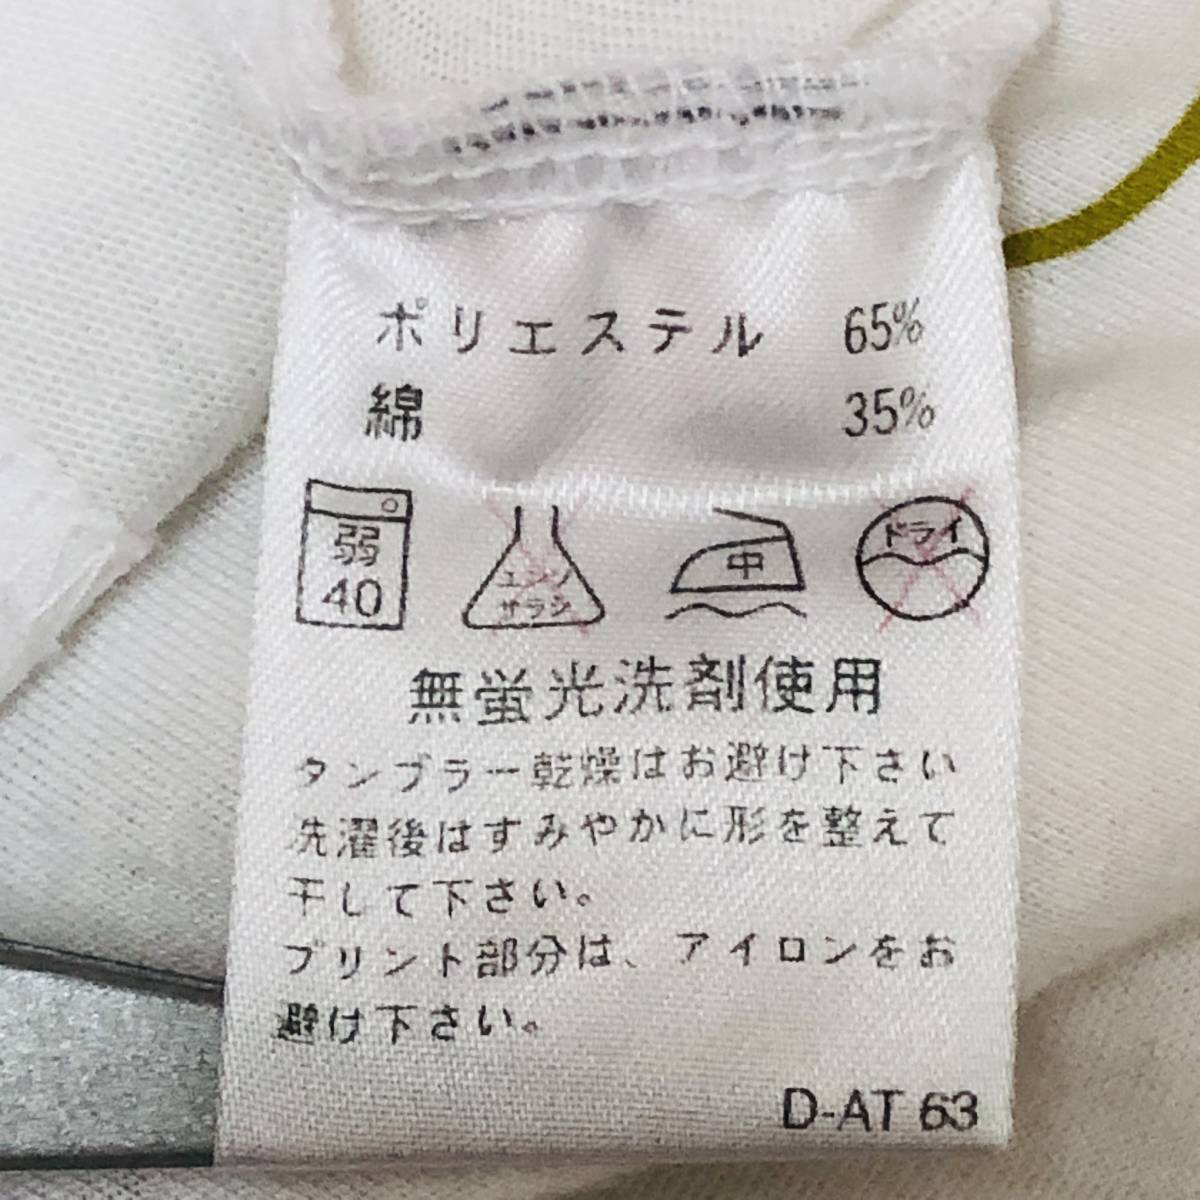 ポリエステル 65%
綿 35%
弱 40
エンソ サラシ
中
ドライ
無蛍光洗剤使用
タンブラー乾燥はお避け下さい
洗濯後はすみやかに形を整えて
干して下さい。
プリント部分は、アイロンをお
避け下さい。
D-AT 63